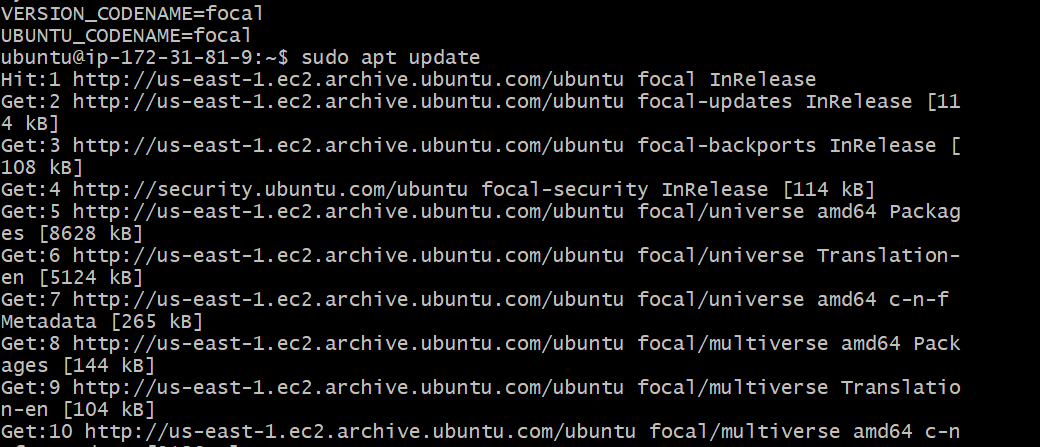 VERSION_CODENAME=focal
UBUNTU_CODENAME=focal
ubuntu@ip-172-31-81-9:~$ sudo apt update
Hit:1 http://us-east-1.ec2.archive.ubuntu.com/ubuntu focal InRelease
Get:2 http://us-east-1.ec2.archive.ubuntu.com/ubuntu focal-updates InRelease [11
4 kB]
Get:3 http://us-east-1.ec2.archive.ubuntu.com/ubuntu focal-backports InRelease [
108 kB]
Get:4 http://security.ubuntu.com/ubuntu focal-security InRelease [114 kB]
Get:5 http://us-east-1.ec2.archive.ubuntu.com/ubuntu focal/universe amd64 Packag
es [8628 kB]
Get:6 http://us-east-1.ec2.archive.ubuntu.com/ubuntu focal/universe Translation-
en [5124 kB]
Get:7 http://us-east-1.ec2.archive.ubuntu.com/ubuntu focal/universe amd64 c-n-f
Metadata [265 kB]
Get:8 http://us-east-1.ec2.archive.ubuntu.com/ubuntu focal/multiverse amd64 Pack
ages [144 kB]
Get:9 http://us-east-1.ec2.archive.ubuntu.com/ubuntu focal/multiverse Translatio
n-en [104 kB]
Get:10 http://us-east-1.ec2.archive.ubuntu.com/ubuntu focal/multiverse amd64 c-n